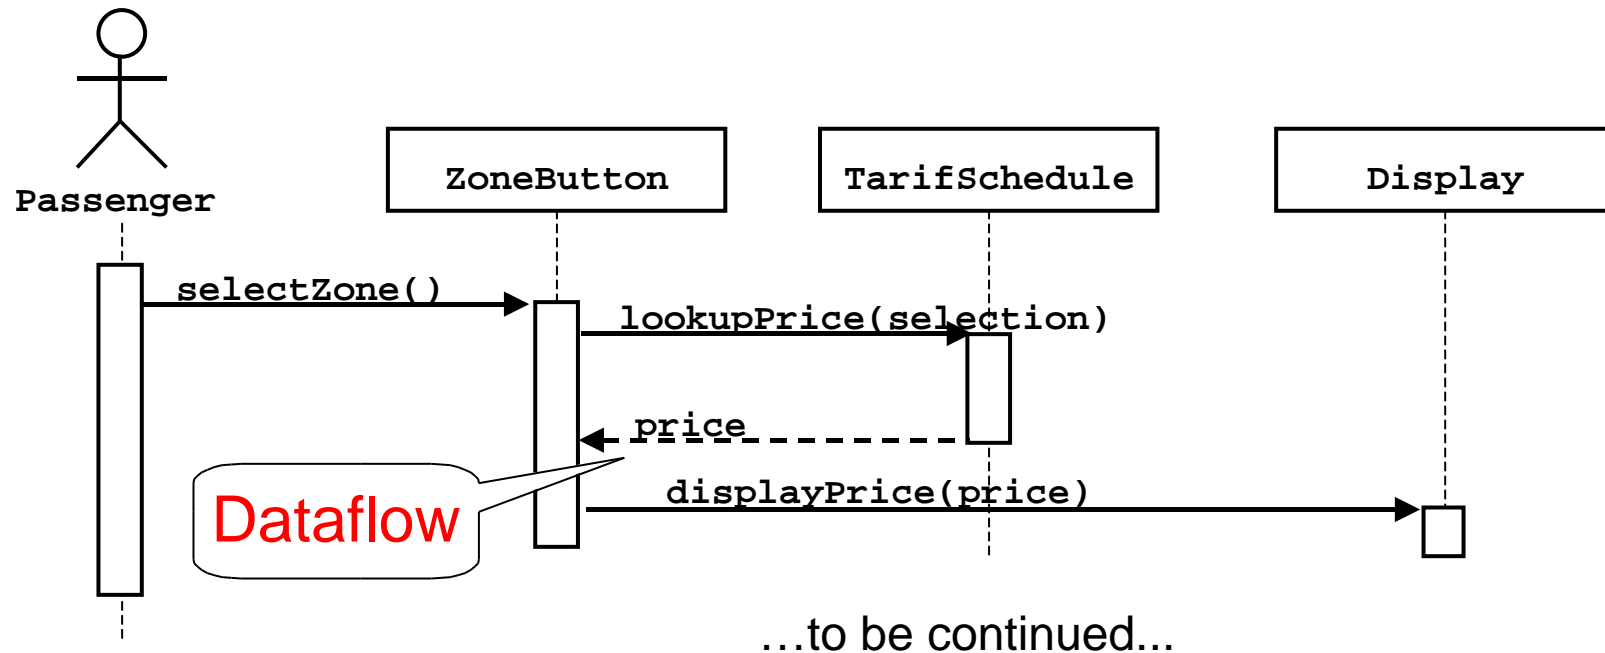 Passenger
ZoneButton
TarifSchedule
Display
selectZone()
lookupPrice(selection)
price
Dataflow
displayPrice(price)
…to be continued...